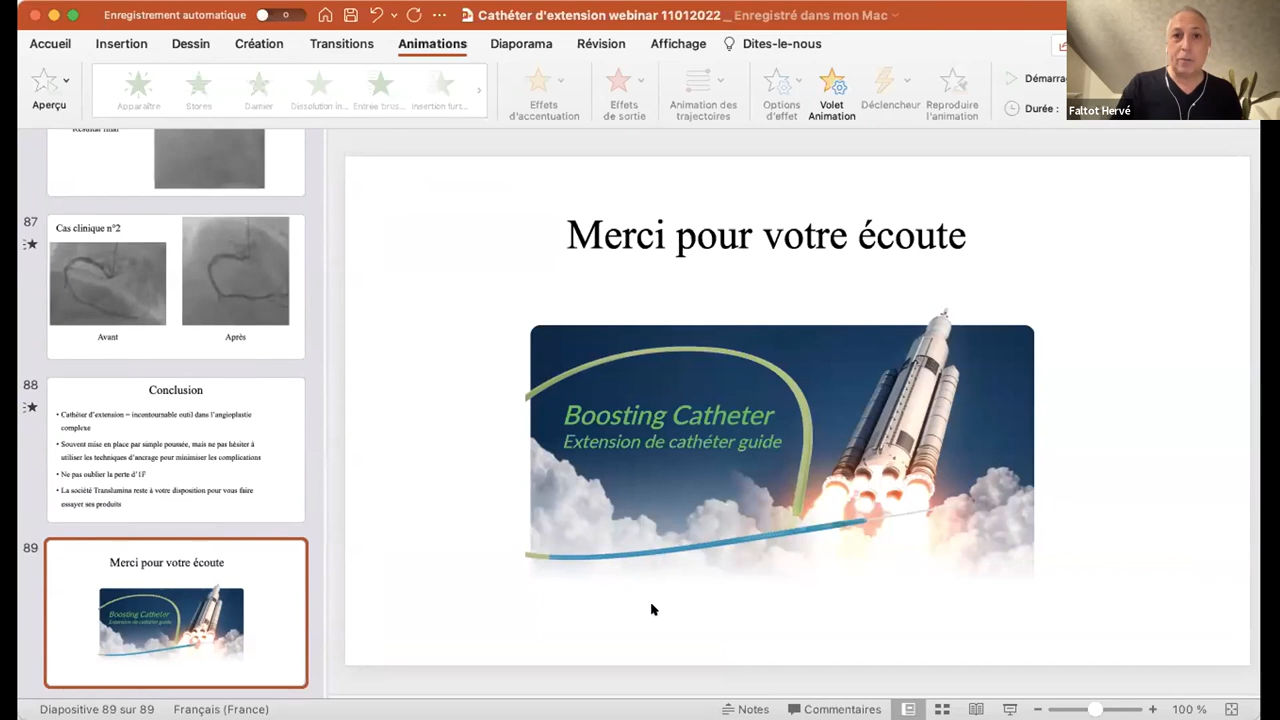 Enregistrement automatique
Cathéter d'extension webinar 11012022 _ Enregistré dans mon Mac
Accueil
Insertion
Dessin
Création
Transitions
Animations
Diaporama
Révision
Affichage
Dites-le-nous
Faltot Hervé
Aperçu
Apparaître
Stores
Damier
Dissolution in...
Insertion furt...
Effets
d'accentuation
Effets
de sortie
Animation des
trajectoires
Options
d'effet
Volet
Animation
Déclencheur
Reproduire
l'animation
Démarra
Durée :
87
Cas clinique n°2
Avant
Après
88
Conclusion
• Cathéter d'extension = incontournable outil dans l'angioplastie
complexe
• Souvent mise en place par simple poussée, mais ne pas hésiter à
utiliser les techniques d'ancrage pour minimiser les complications
• Ne pas oublier la perte d'1F
• La société Translumina reste à votre disposition pour vous faire
essayer ses produits
89
Merci pour votre écoute
Boosting Catheter
Extension de cathéter guide
Merci pour votre écoute
Boosting Catheter
Extension de cathéter guide
Diapositive 89 sur 89
Français (France)
Notes
Commentaires
100 %